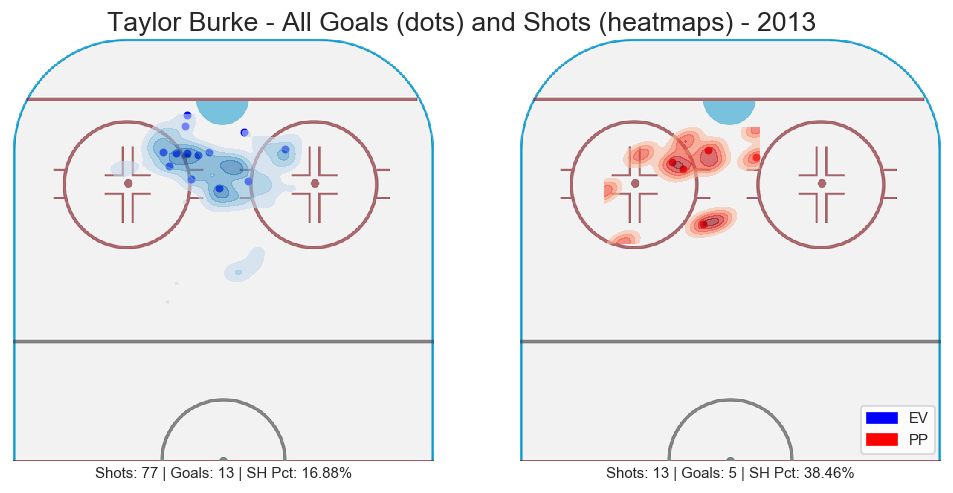 Taylor Burke - All Goals (dots) and Shots (heatmaps) - 2013
EV
PP
Shots: 77 | Goals: 13 | SH Pct: 16.88%
Shots: 13 | Goals: 5 | SH Pct: 38.46%